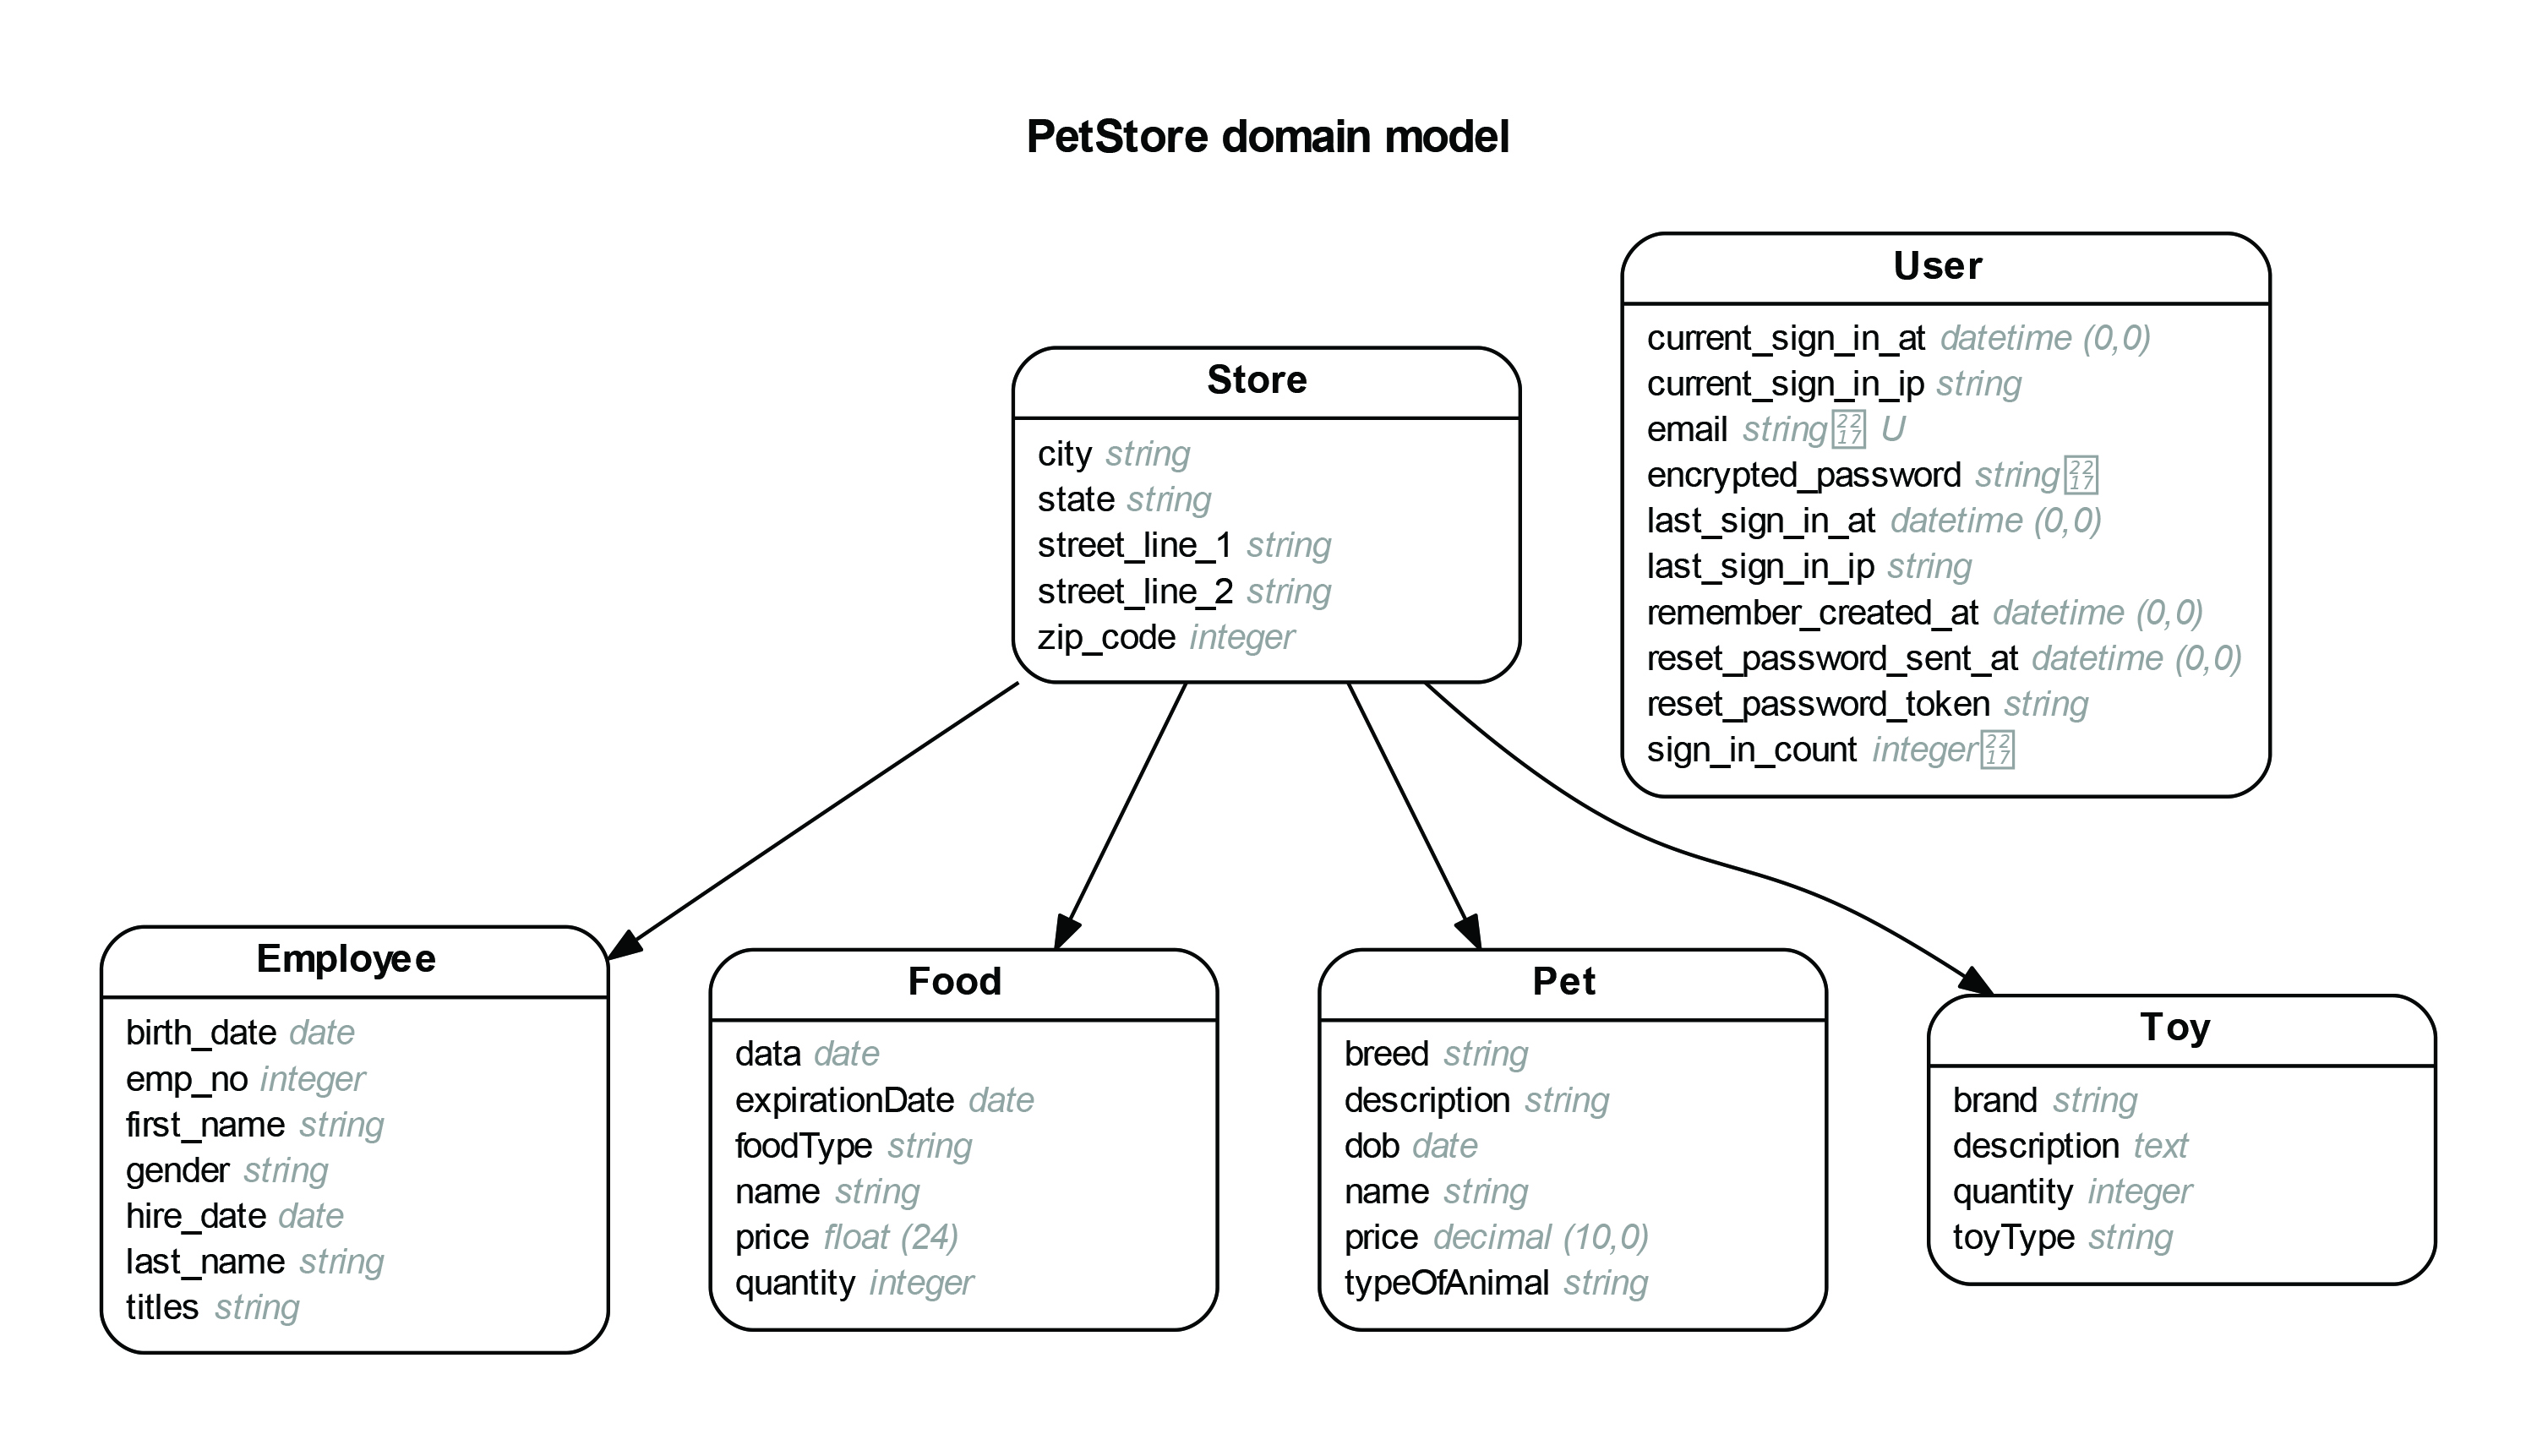 PetStore domain model
User
current_sign_in_at datetime (0,0)
current_sign_in_ip string
email string∗ U
encrypted_password string∗
last_sign_in_at datetime (0,0)
last_sign_in_ip string
remember_created_at datetime (0,0)
reset_password_sent_at datetime (0,0)
reset_password_token string
sign_in_count integer∗
Store
city string
state string
street_line_1 string
street_line_2 string
zip_code integer
Employee
birth_date date
emp_no integer
first_name string
gender string
hire_date date
last_name string
titles string
Food
data date
expirationDate date
foodType string
name string
price float (24)
quantity integer
Pet
breed string
description string
dob date
name string
price decimal (10,0)
typeOfAnimal string
Toy
brand string
description text
quantity integer
toyType string